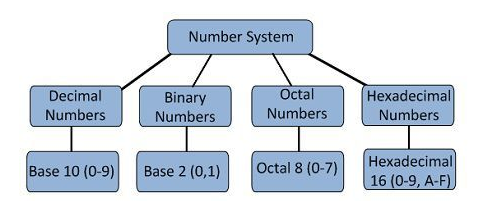 Number System
Decimal
Numbers
Binary
Numbers
Octal
Numbers
Hexadecimal
Numbers
Base 10 (0-9)
Base 2 (0,1)
Octal 8 (0-7)
Hexadecimal
16 (0-9, A-F)